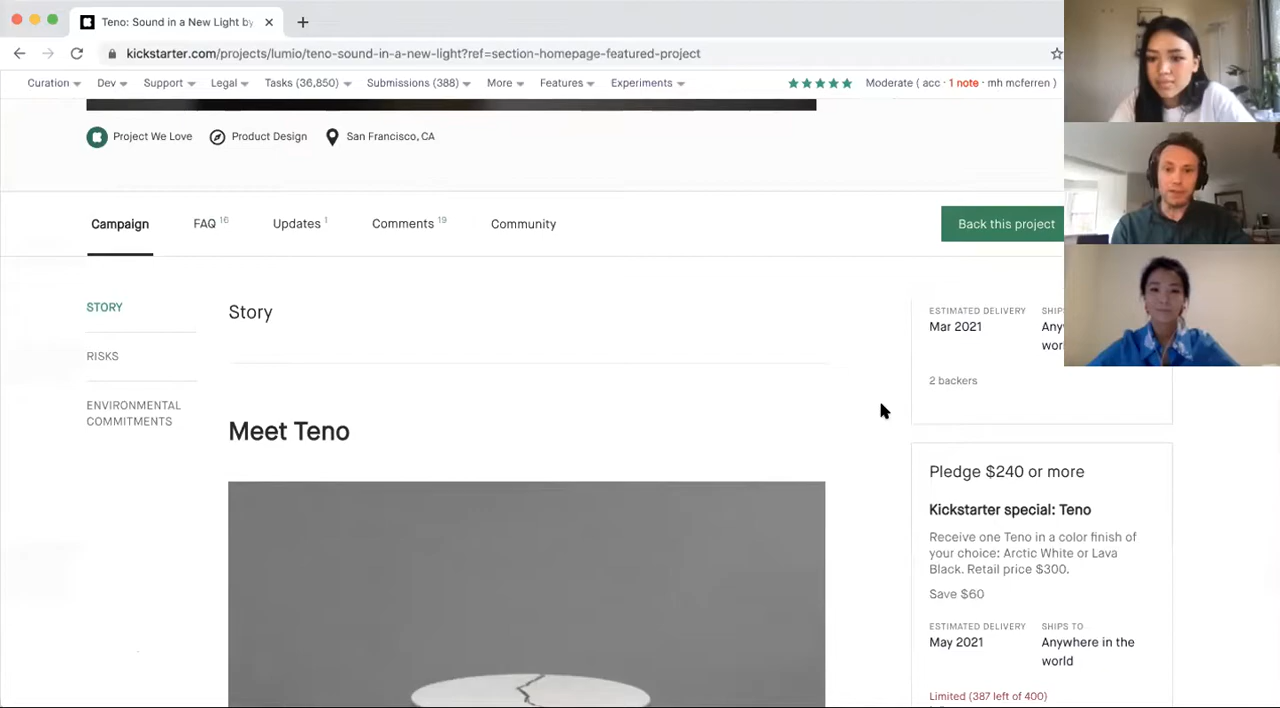 Teno: Sound in a New Light by
kickstarter.com/projects/lumio/teno-sound-in-a-new-light?ref=section-homepage-featured-project
Curation Dev Support Legal Tasks (36,850) Submissions (388) More Features Experiments Moderate ( acc · 1 note · mh mcferren )
Project We Love Product Design San Francisco, CA
Campaign FAQ 16 Updates 1 Comments 19 Community Back this project
STORY
RISKS
ENVIRONMENTAL
COMMITMENTS
Story
Meet Teno
ESTIMATED DELIVERY
Mar 2021
2 backers
Pledge $240 or more
Kickstarter special: Teno
Receive one Teno in a color finish of
your choice: Arctic White or Lava
Black. Retail price $300.
Save $60
ESTIMATED DELIVERY SHIPS TO
May 2021 Anywhere in the
world
Limited (387 left of 400)